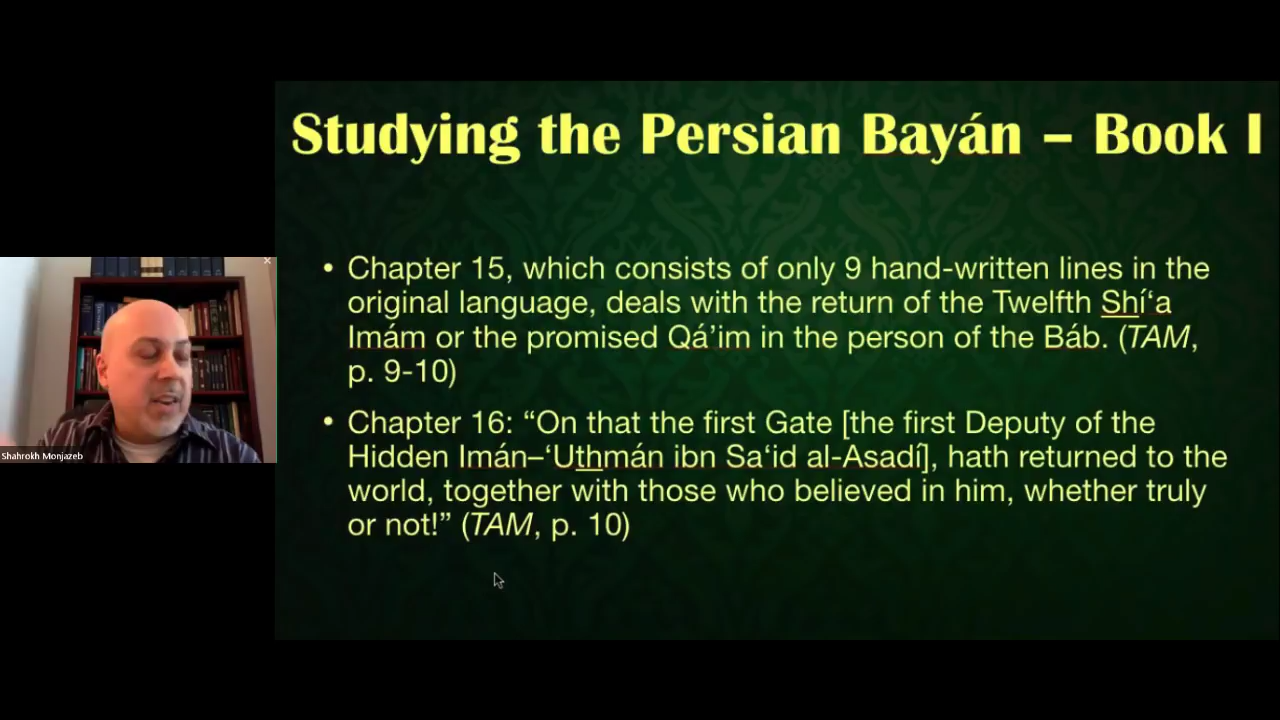 Studying the Persian Bayán – Book I
• Chapter 15, which consists of only 9 hand-written lines in the
original language, deals with the return of the Twelfth Shí‘a
Imám or the promised Qá’im in the person of the Báb. (TAM,
p. 9-10)
• Chapter 16: “On that the first Gate [the first Deputy of the
Hidden Imán–‘Uthmán ibn Sa‘id al-Asadí], hath returned to the
world, together with those who believed in him, whether truly
or not!” (TAM, p. 10)
Shahrokh Monjazeb